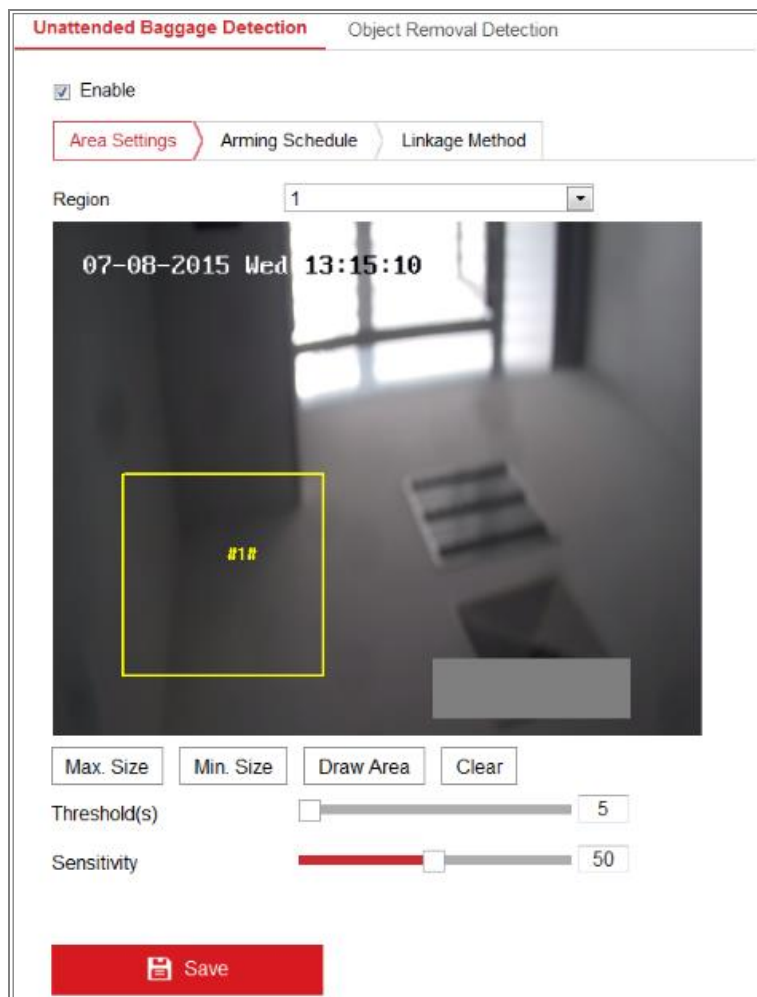 Unattended Baggage Detection Object Removal Detection
Enable
Area Settings Arming Schedule Linkage Method
Region 1
07-08-2015 Wed 13:15:10
#1#
Max. Size Min. Size Draw Area Clear
Threshold(s) 5
Sensitivity 50
Save